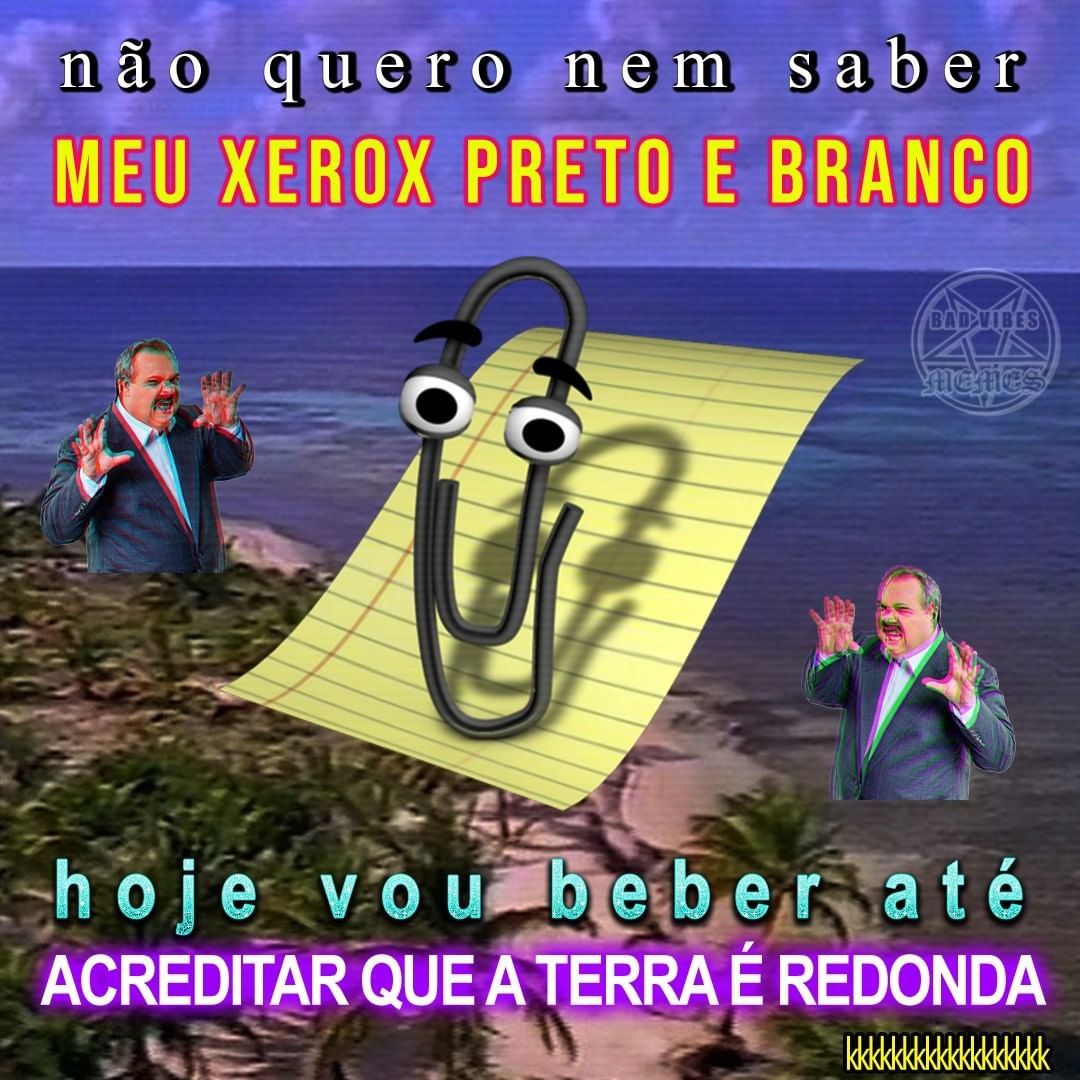 não quero nem saber
MEU XEROX PRETO E BRANCO
BAD VIBES
MEMES
hoje vou beber até
ACREDITAR QUE A TERRA É REDONDA
kkkkkkkkkkkkkkkkkk